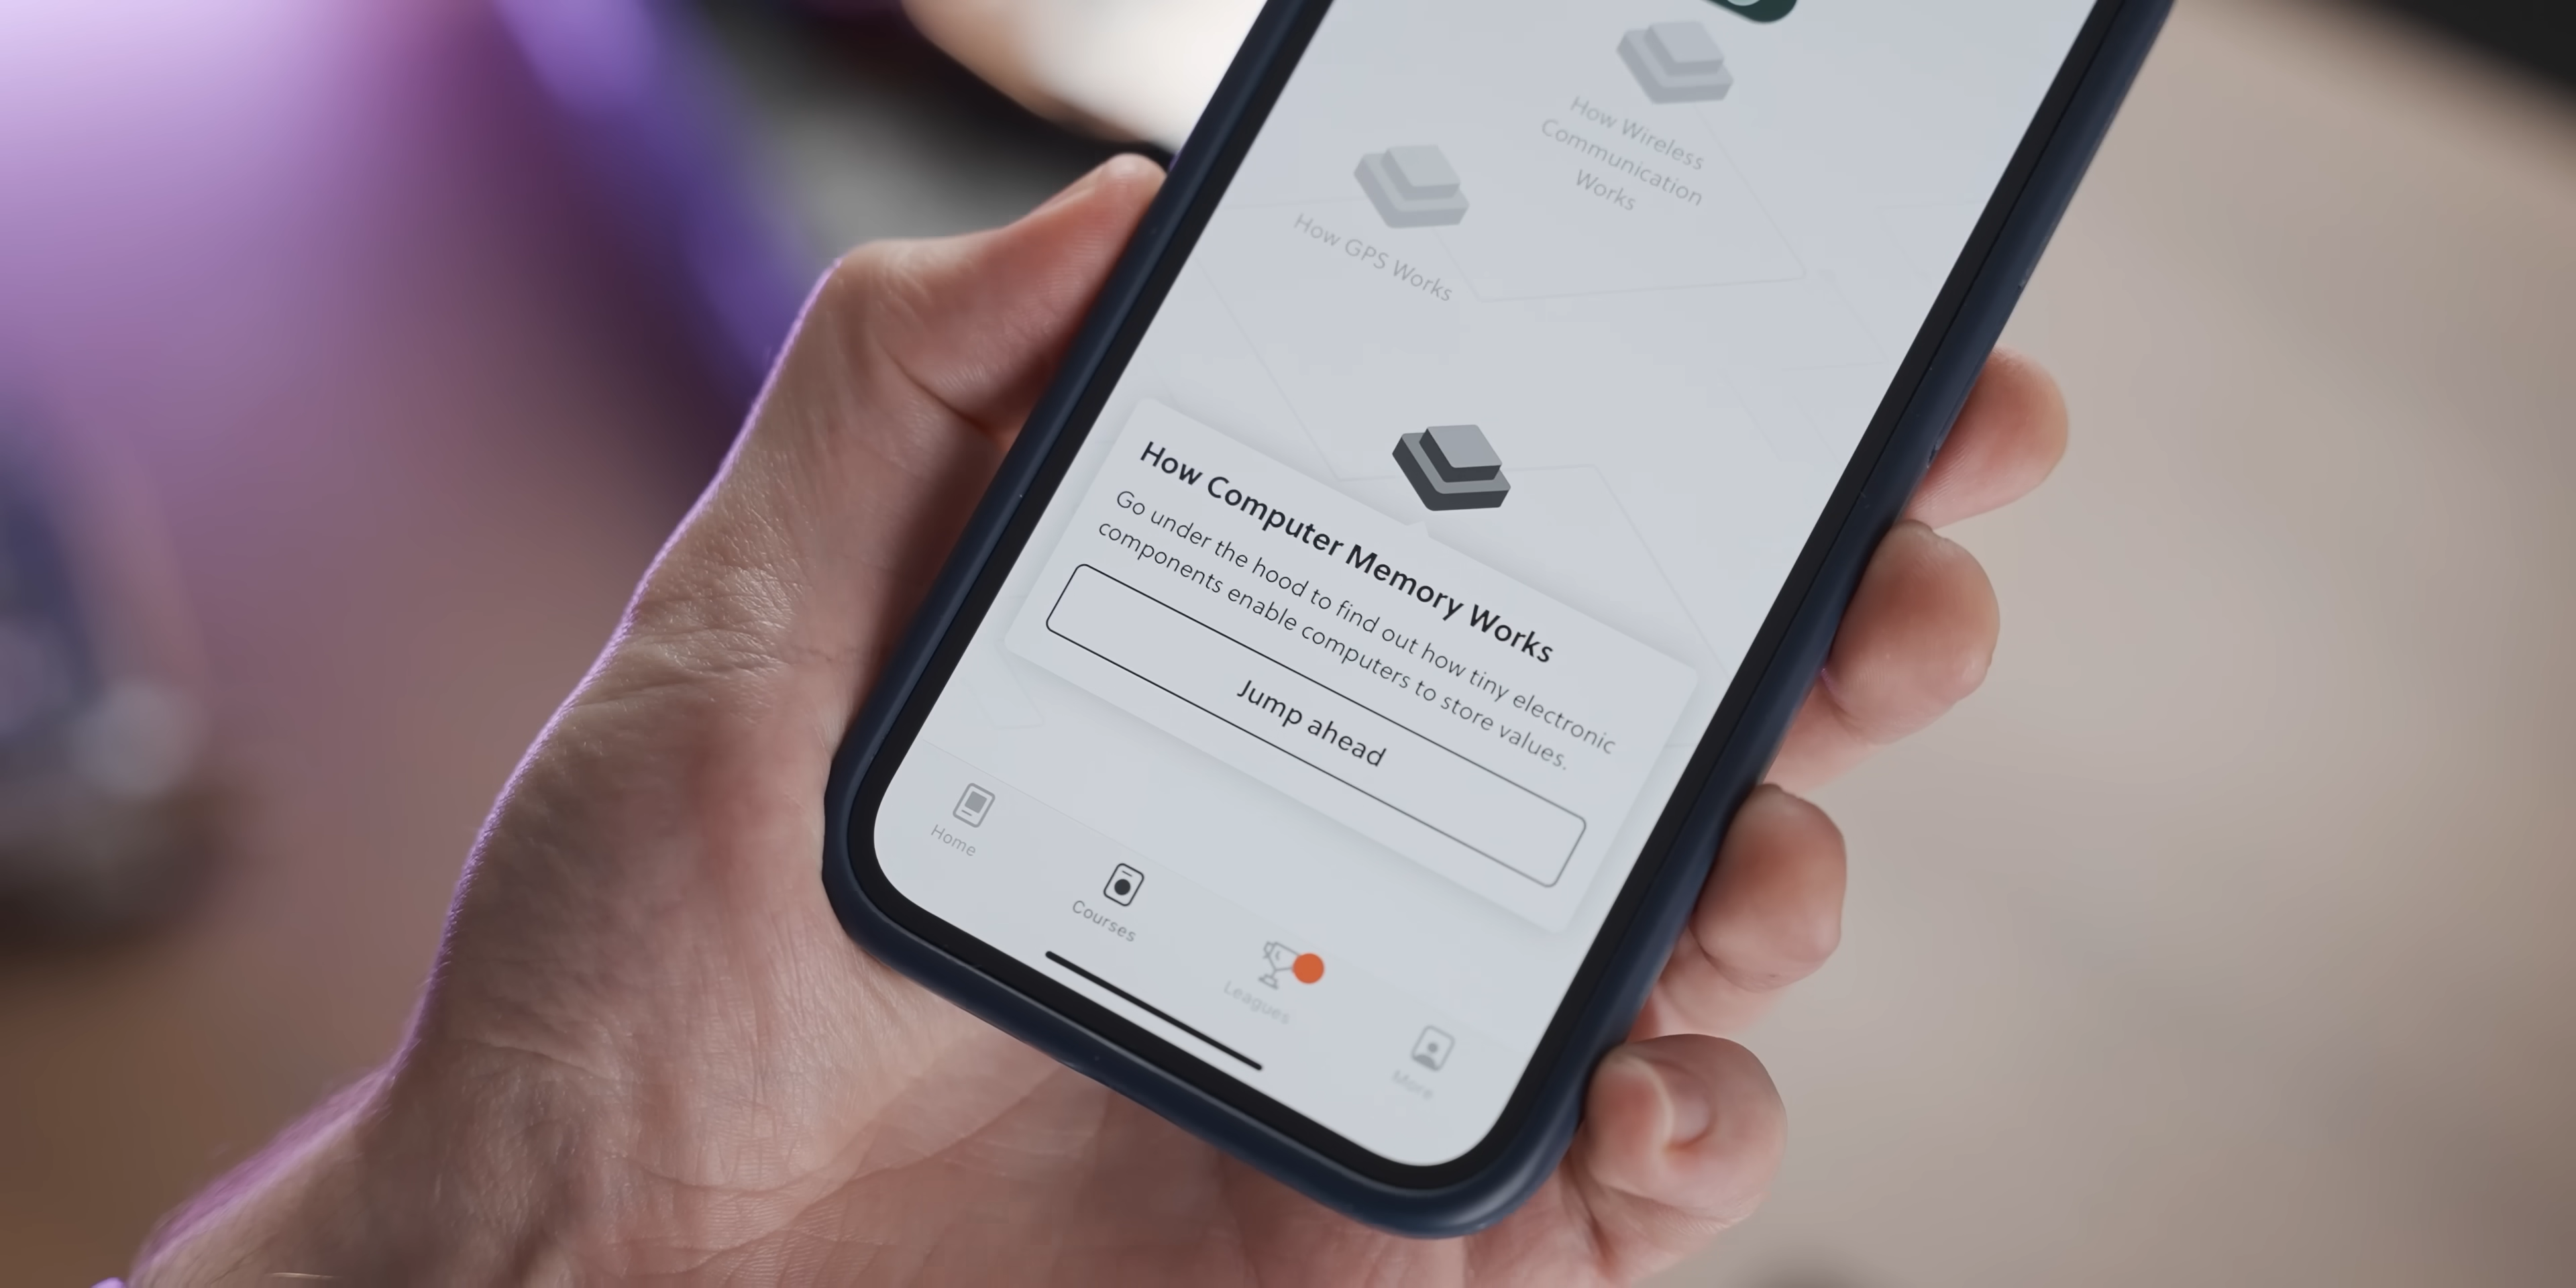 How Wireless
Communication
Works
How GPS Works
How Computer Memory Works
Go under the hood to find out how tiny electronic
components enable computers to store values.
Jump ahead
Home
Courses
Leagues
More